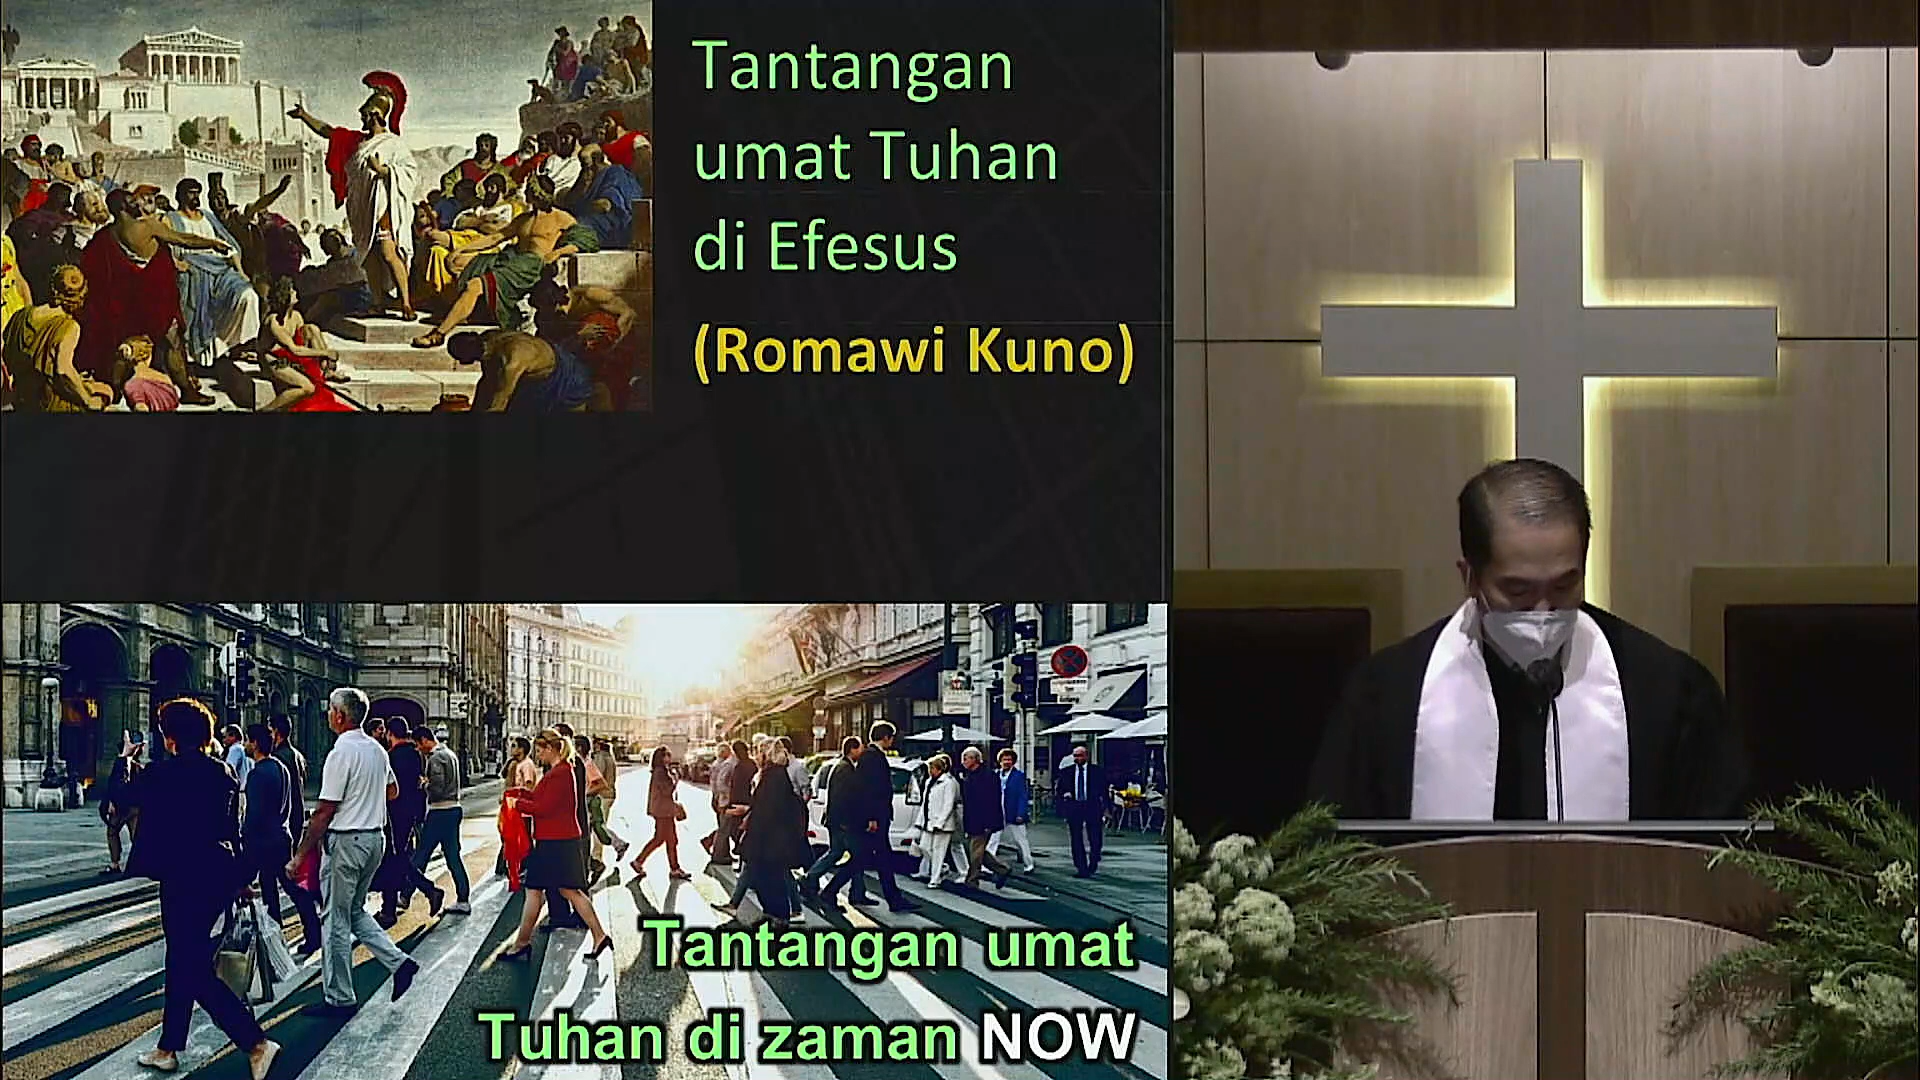 Tantangan
umat Tuhan
di Efesus
(Romawi Kuno)
Tantangan umat
Tuhan di zaman NOW